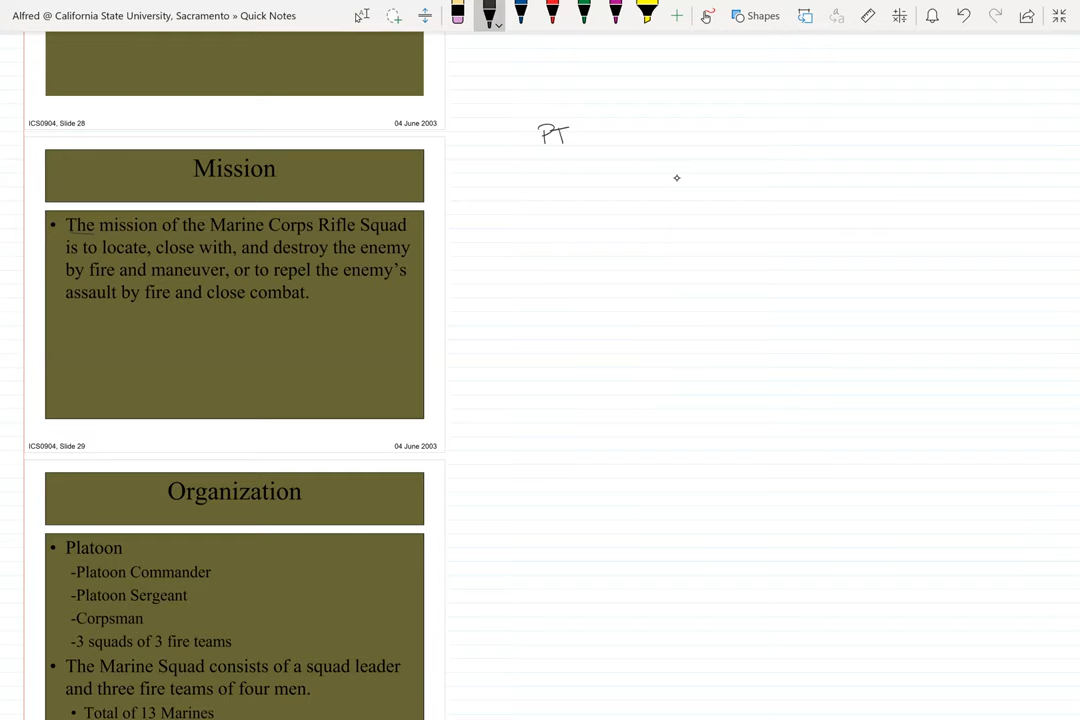 Alfred @ California State University, Sacramento » Quick Notes
Shapes
ICS0904, Slide 28
04 June 2003
PT
Mission
• The mission of the Marine Corps Rifle Squad
is to locate, close with, and destroy the enemy
by fire and maneuver, or to repel the enemy’s
assault by fire and close combat.
ICS0904, Slide 29
04 June 2003
Organization
• Platoon
-Platoon Commander
-Platoon Sergeant
-Corpsman
-3 squads of 3 fire teams
• The Marine Squad consists of a squad leader
and three fire teams of four men.
• Total of 13 Marines